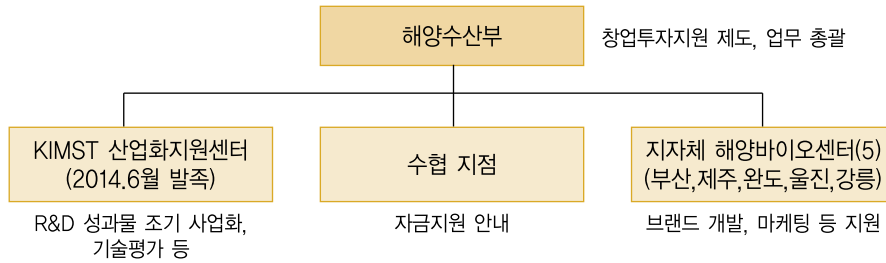 해양수산부
창업투자지원 제도, 업무 총괄
KIMST 산업화지원센터
(2014.6월 발족)
수협 지점
지자체 해양바이오센터(5)
(부산,제주,완도,울진,강릉)
R&D 성과물 조기 사업화,
기술평가 등
자금지원 안내
브랜드 개발, 마케팅 등 지원